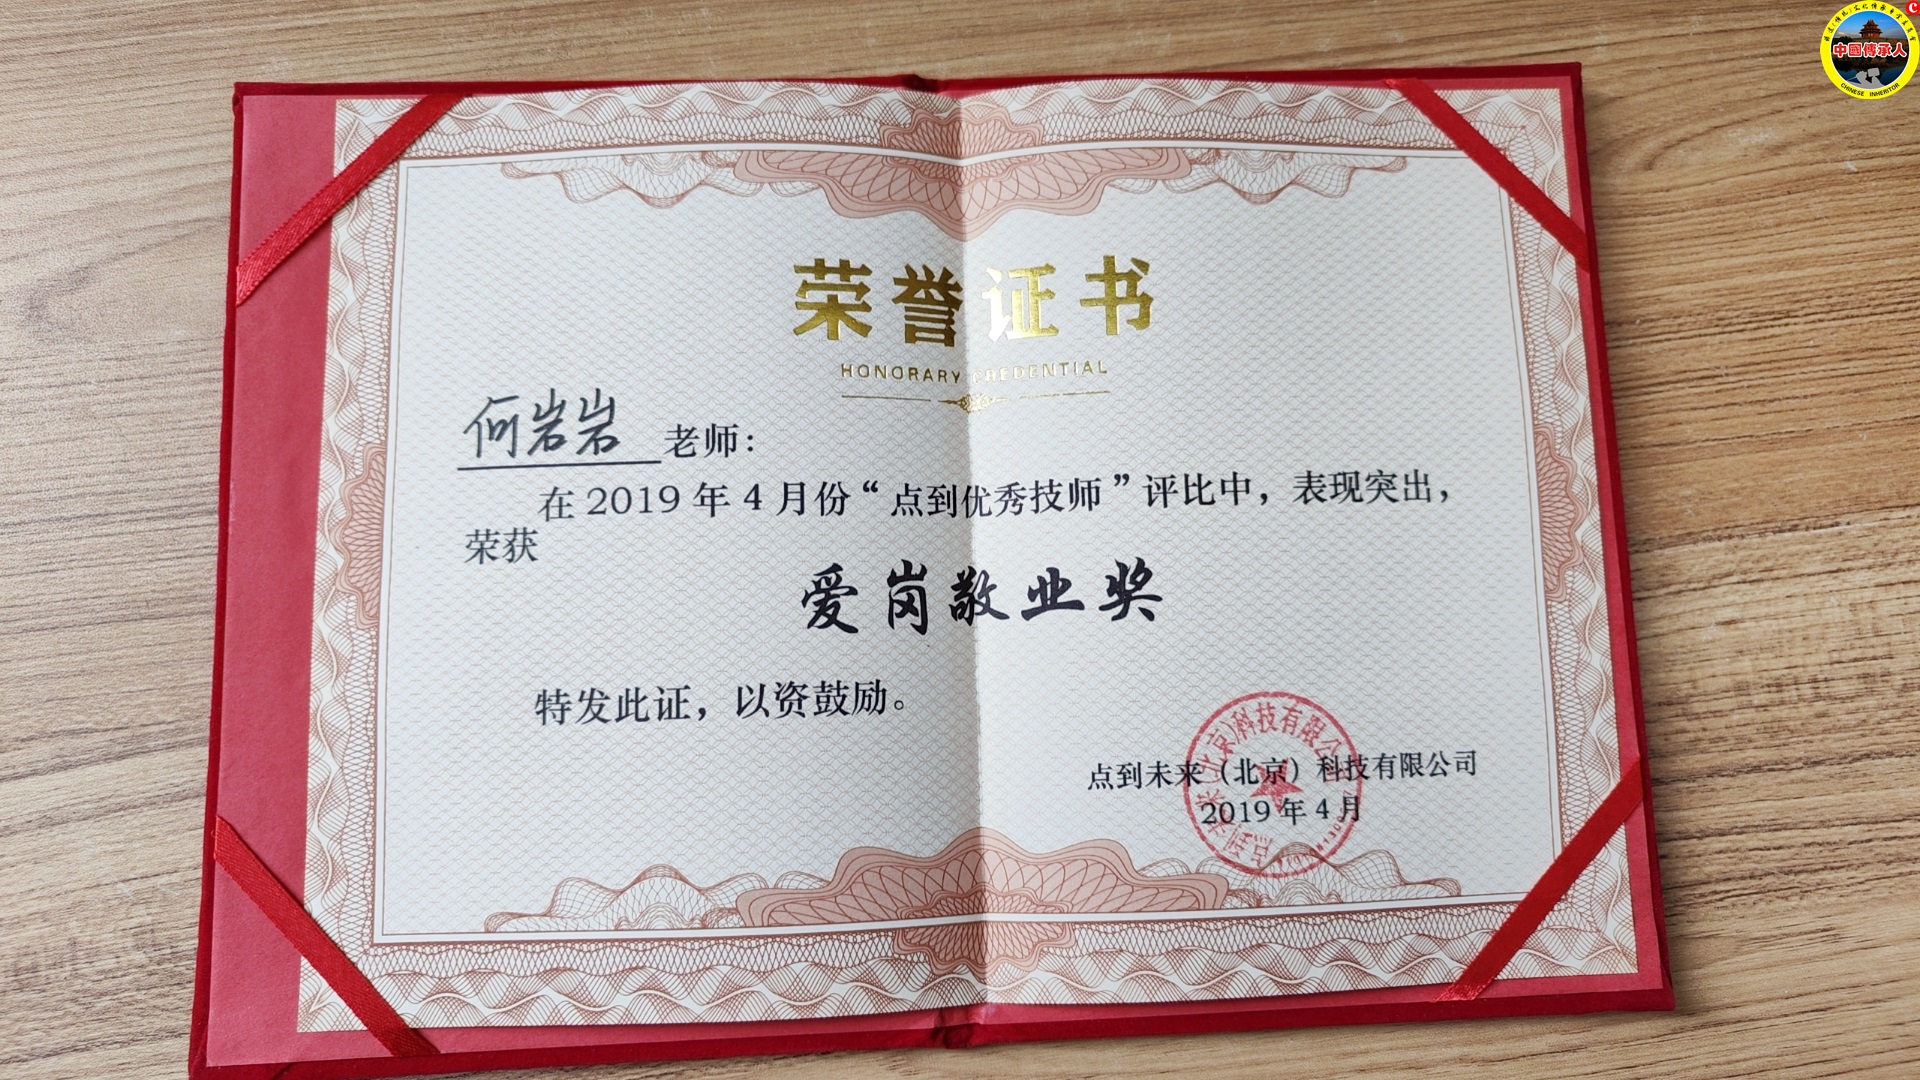 荣誉证书
HONORARY CREDENTIAL
何岩岩 老师：
在 2019 年 4 月份“点到优秀技师”评比中，表现突出，
荣获
爱岗敬业奖
特发此证，以资鼓励。
点到未来（北京）科技有限公司
2019 年 4 月
中國傳承人
CHINESE INHERITOR
C